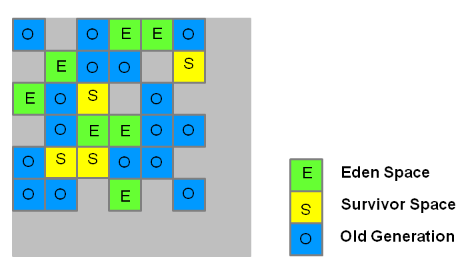 O O E E O
E O O S
E O S O
O E E O O
O S S O O
O O E O
E Eden Space
S Survivor Space
O Old Generation